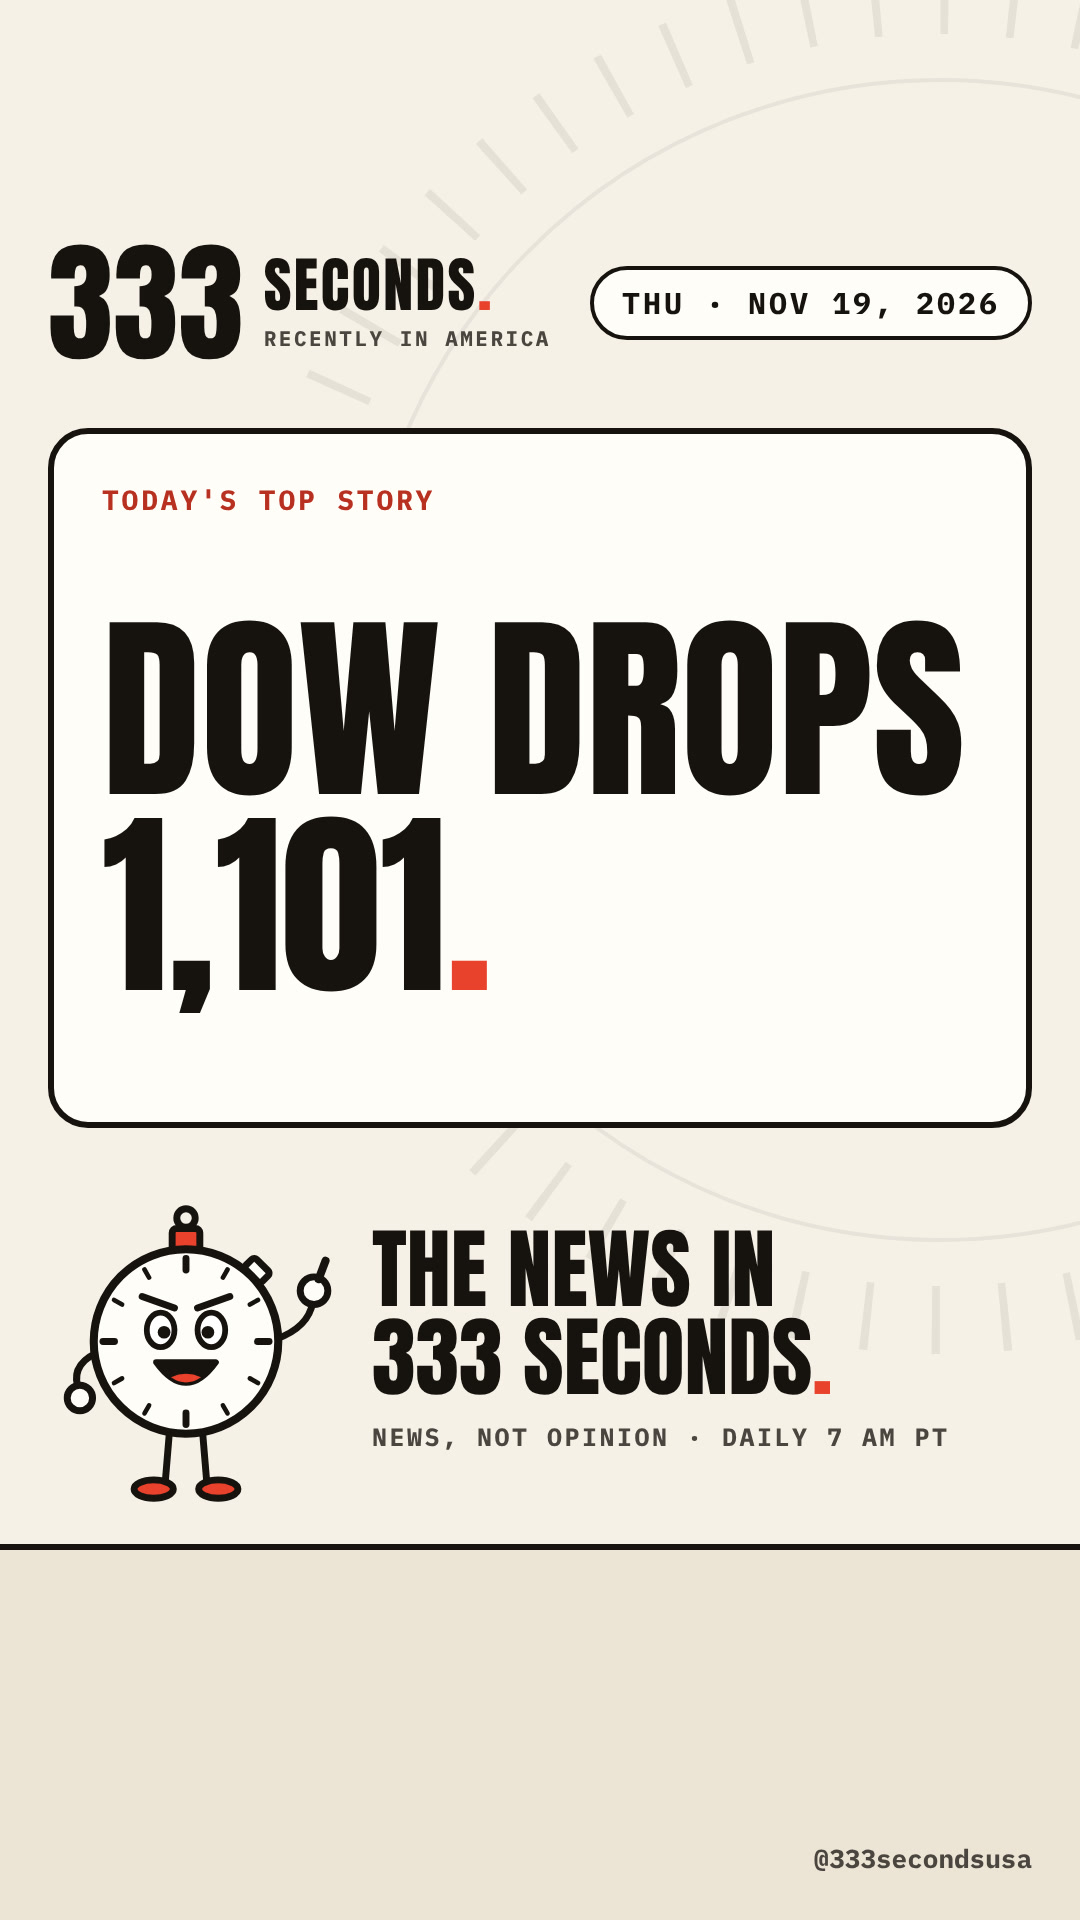 333 SECONDS.
RECENTLY IN AMERICA
THU · NOV 19, 2026
TODAY'S TOP STORY
DOW DROPS
1,101.
THE NEWS IN
333 SECONDS.
NEWS, NOT OPINION · DAILY 7 AM PT
@333secondsusa